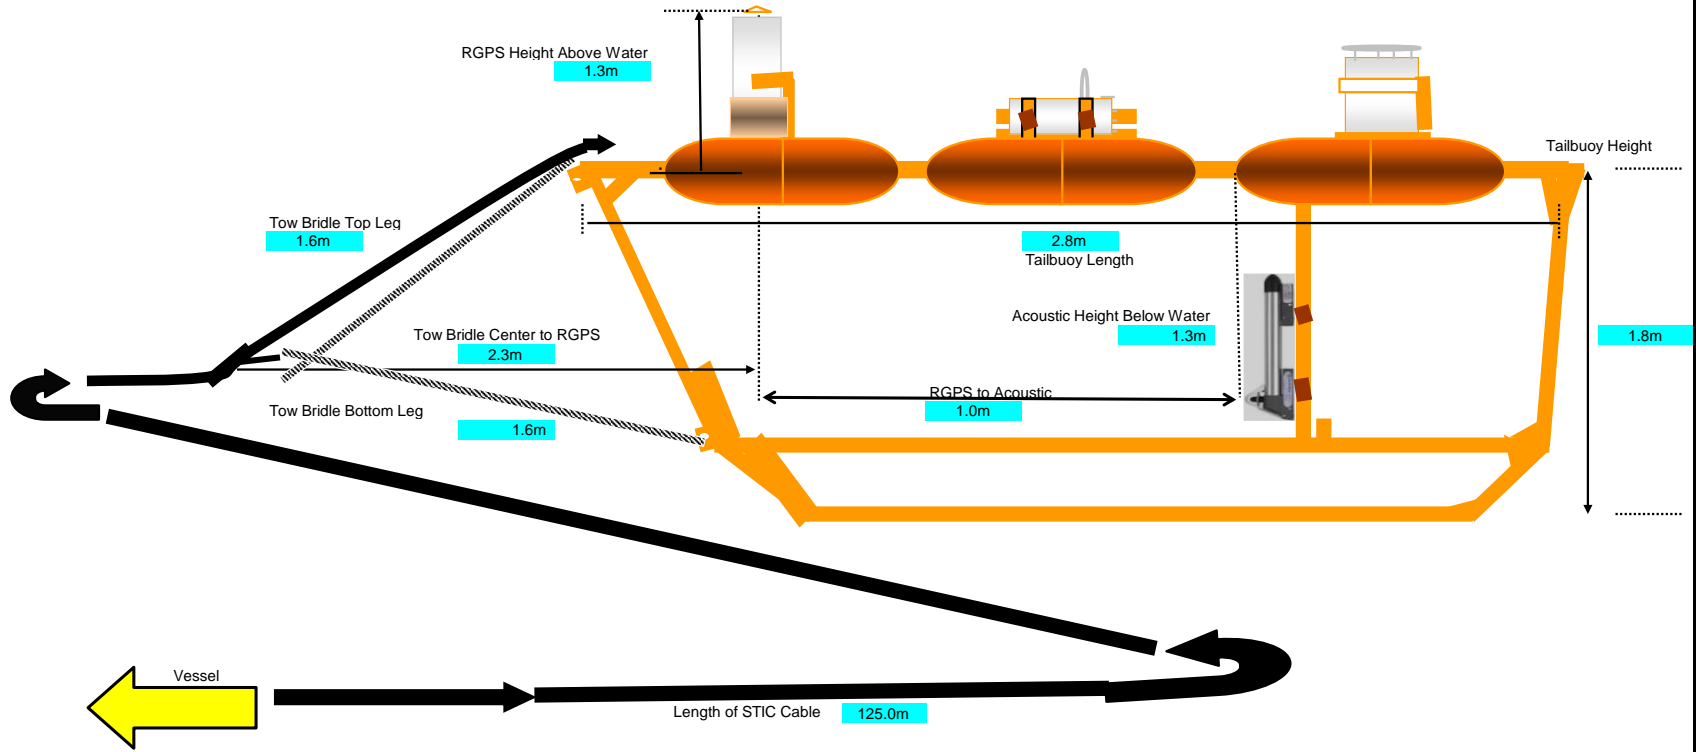 RGPS Height Above Water
1.3m
Tailbuoy Height
Tow Bridle Top Leg
1.6m
2.8m
Tailbuoy Length
Acoustic Height Below Water
1.3m
1.8m
Tow Bridle Center to RGPS
2.3m
RGPS to Acoustic
1.0m
Tow Bridle Bottom Leg
1.6m
Vessel
Length of STIC Cable
125.0m